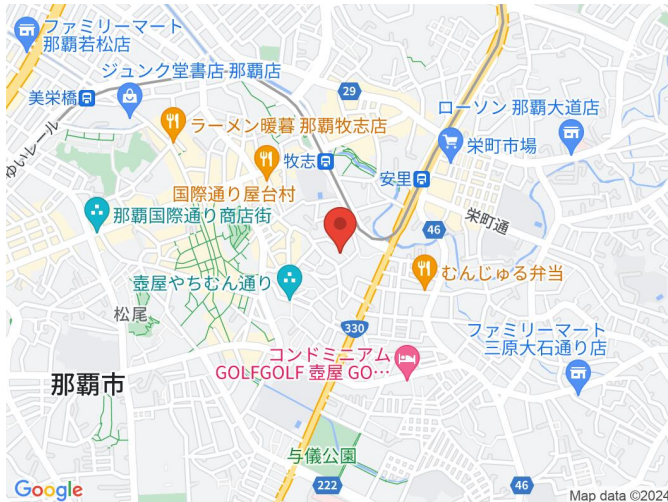 ファミリーマート
那覇若松店
ジュンク堂書店-那覇店
美栄橋
29
ローソン 那覇大道店
ゆいレール
ラーメン暖暮 那覇牧志店
牧志
栄町市場
国際通り屋台村
安里
那覇国際通り商店街
栄町通
46
壺屋やちむん通り
むんじゅる弁当
松尾
330
ファミリーマート
三原大石通り店
コンドミニアム
GOLFGOLF 壺屋 GO…
那覇市
与儀公園
222
46
Google
Map data ©2024